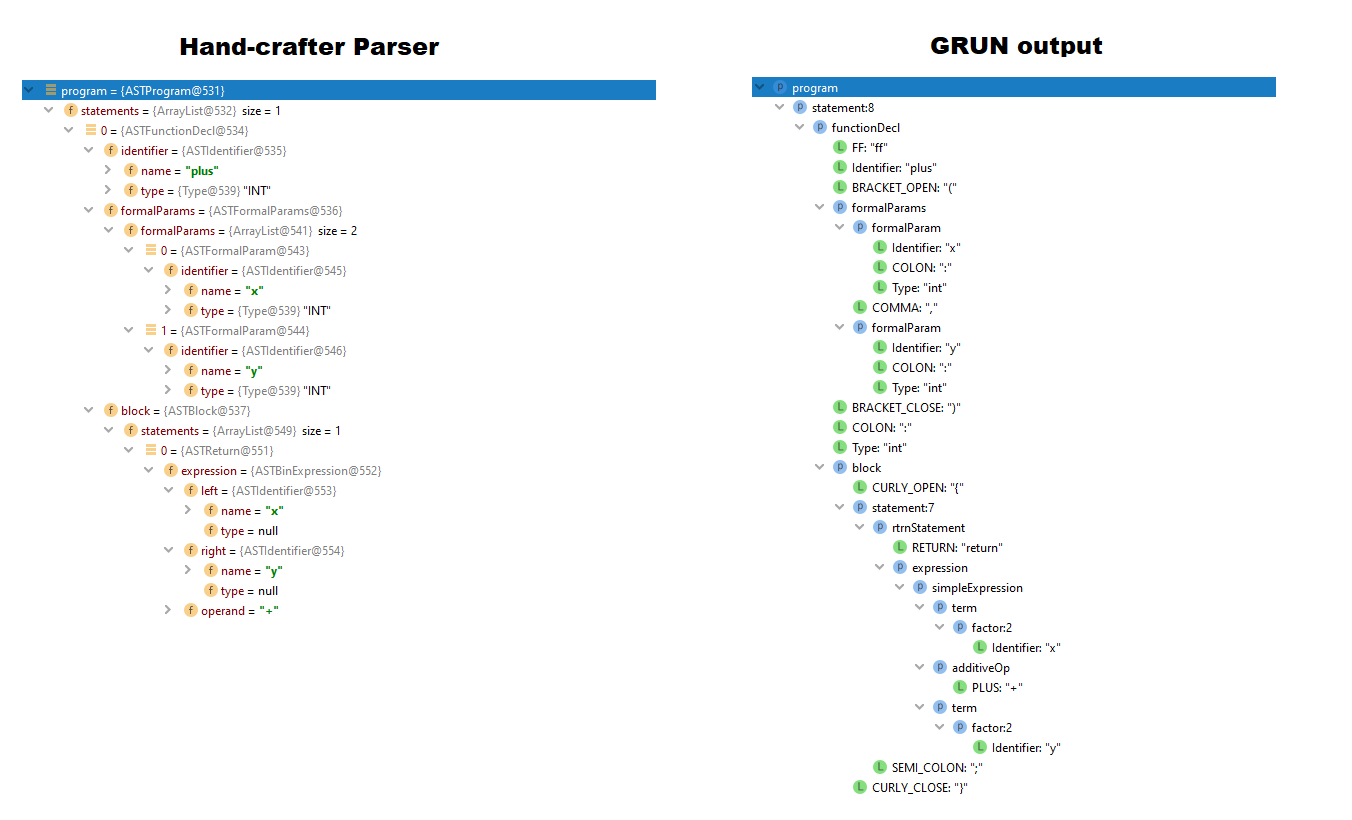 Hand-crafter Parser
program = {ASTProgram@531}
f statements = {ArrayList@532} size = 1
0 = {ASTFunctionDecl@534}
f identifier = {ASTIdentifier@535}
f name = "plus"
f type = {Type@539} "INT"
f formalParams = {ASTFormalParams@536}
f formalParams = {ArrayList@541} size = 2
0 = {ASTFormalParam@543}
f identifier = {ASTIdentifier@545}
f name = "x"
f type = {Type@539} "INT"
1 = {ASTFormalParam@544}
f identifier = {ASTIdentifier@546}
f name = "y"
f type = {Type@539} "INT"
f block = {ASTBlock@537}
f statements = {ArrayList@549} size = 1
0 = {ASTReturn@551}
f expression = {ASTBinExpression@552}
f left = {ASTIdentifier@553}
f name = "x"
f type = null
f right = {ASTIdentifier@554}
f name = "y"
f type = null
f operand = "+"
GRUN output
P program
P statement:8
P functionDecl
L FF: "ff"
L Identifier: "plus"
L BRACKET_OPEN: "("
P formalParams
P formalParam
L Identifier: "x"
L COLON: ":"
L Type: "int"
L COMMA: ","
P formalParam
L Identifier: "y"
L COLON: ":"
L Type: "int"
L BRACKET_CLOSE: ")"
L COLON: ":"
L Type: "int"
P block
L CURLY_OPEN: "{"
P statement:7
P rtrnStatement
L RETURN: "return"
P expression
P simpleExpression
P term
P factor:2
L Identifier: "x"
P additiveOp
L PLUS: "+"
P term
P factor:2
L Identifier: "y"
L SEMI_COLON: ";"
L CURLY_CLOSE: "}"